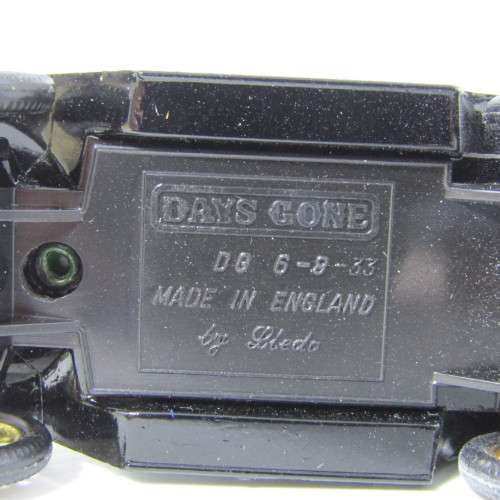 DAYS GONE
DG 6-8-33
MADE IN ENGLAND
by Lledo